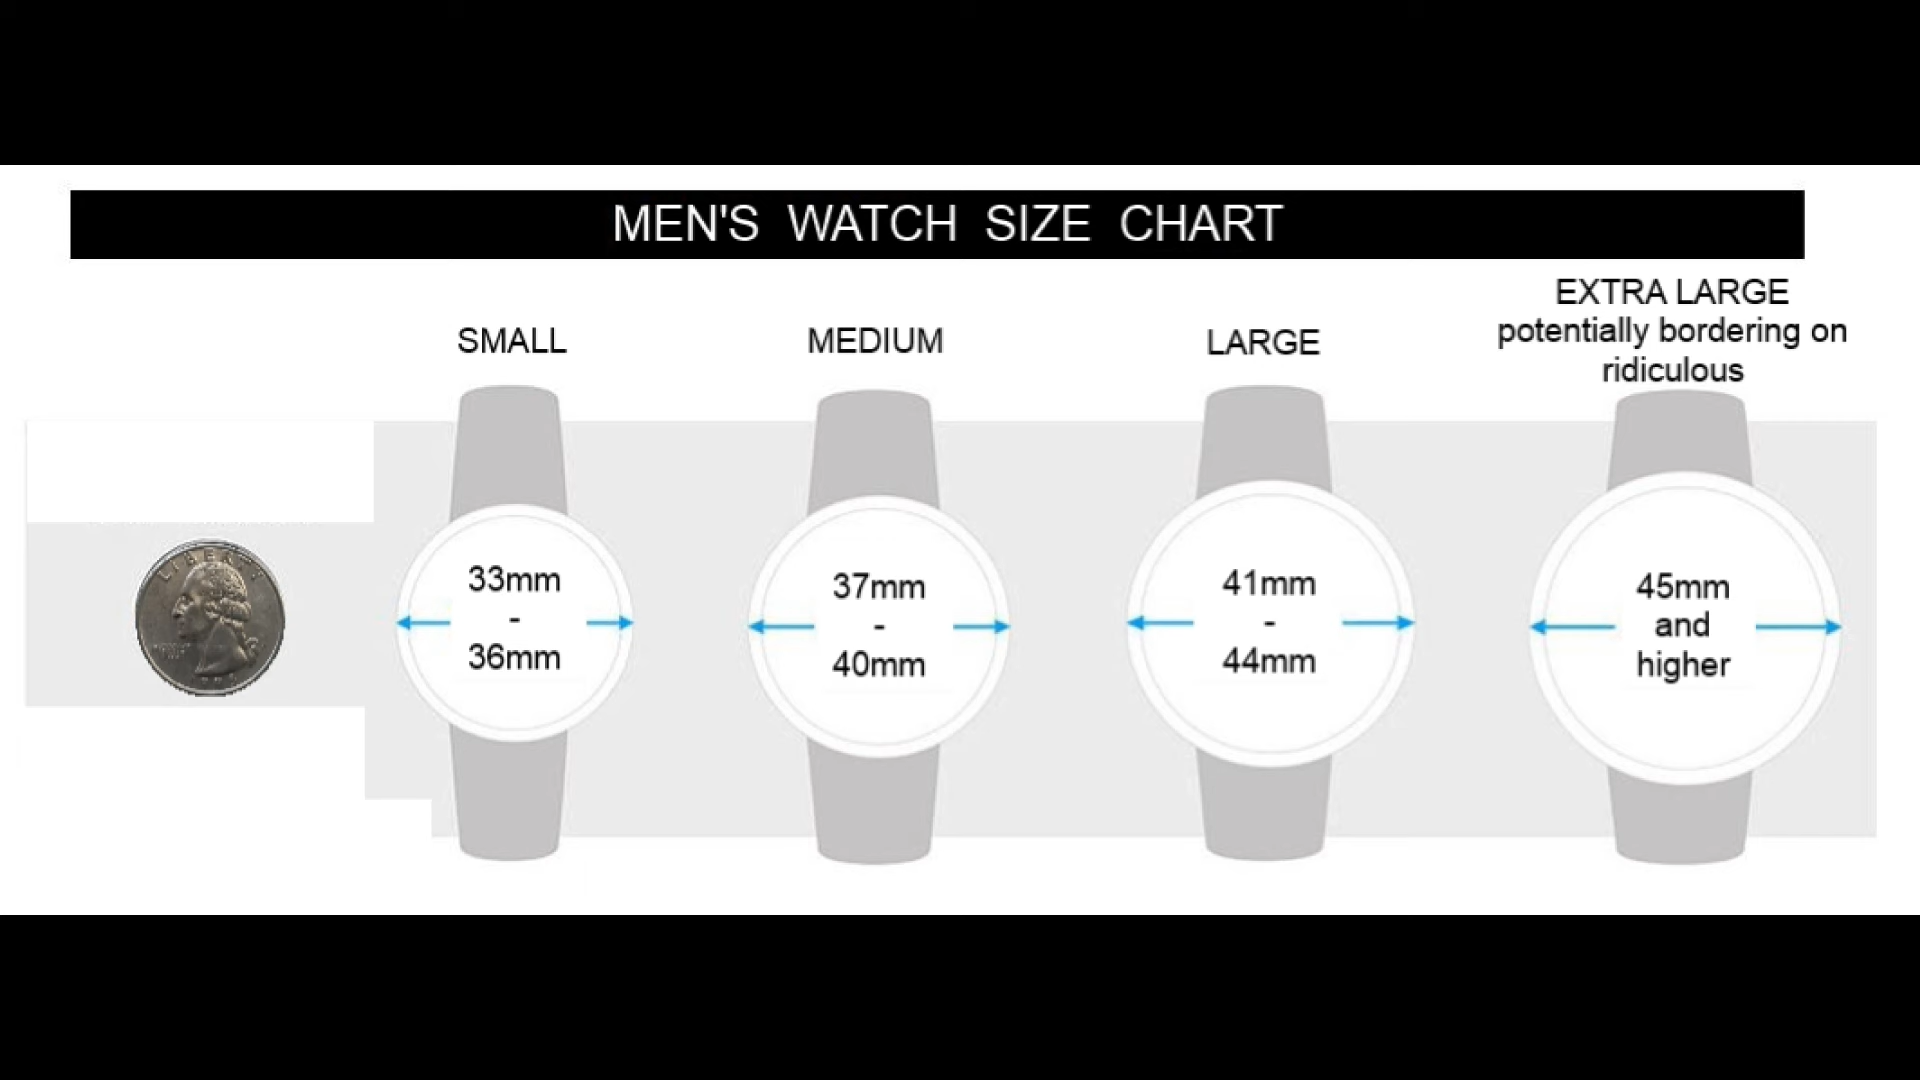 MEN'S WATCH SIZE CHART
SMALL
MEDIUM
LARGE
EXTRA LARGE
potentially bordering on
ridiculous
LIBERTY
33mm
-
36mm
37mm
-
40mm
41mm
-
44mm
45mm
and
higher